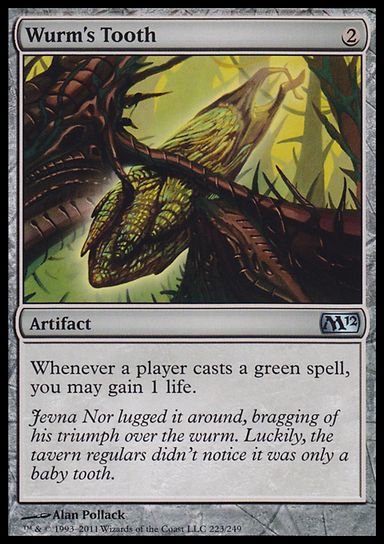 Wurm's Tooth 2
Artifact M12
Whenever a player casts a green spell,
you may gain 1 life.
Jevna Nor lugged it around, bragging of
his triumph over the wurm. Luckily, the
tavern regulars didn't notice it was only a
baby tooth.
Alan Pollack
™ & © 1993–2011 Wizards of the Coast LLC 223/249